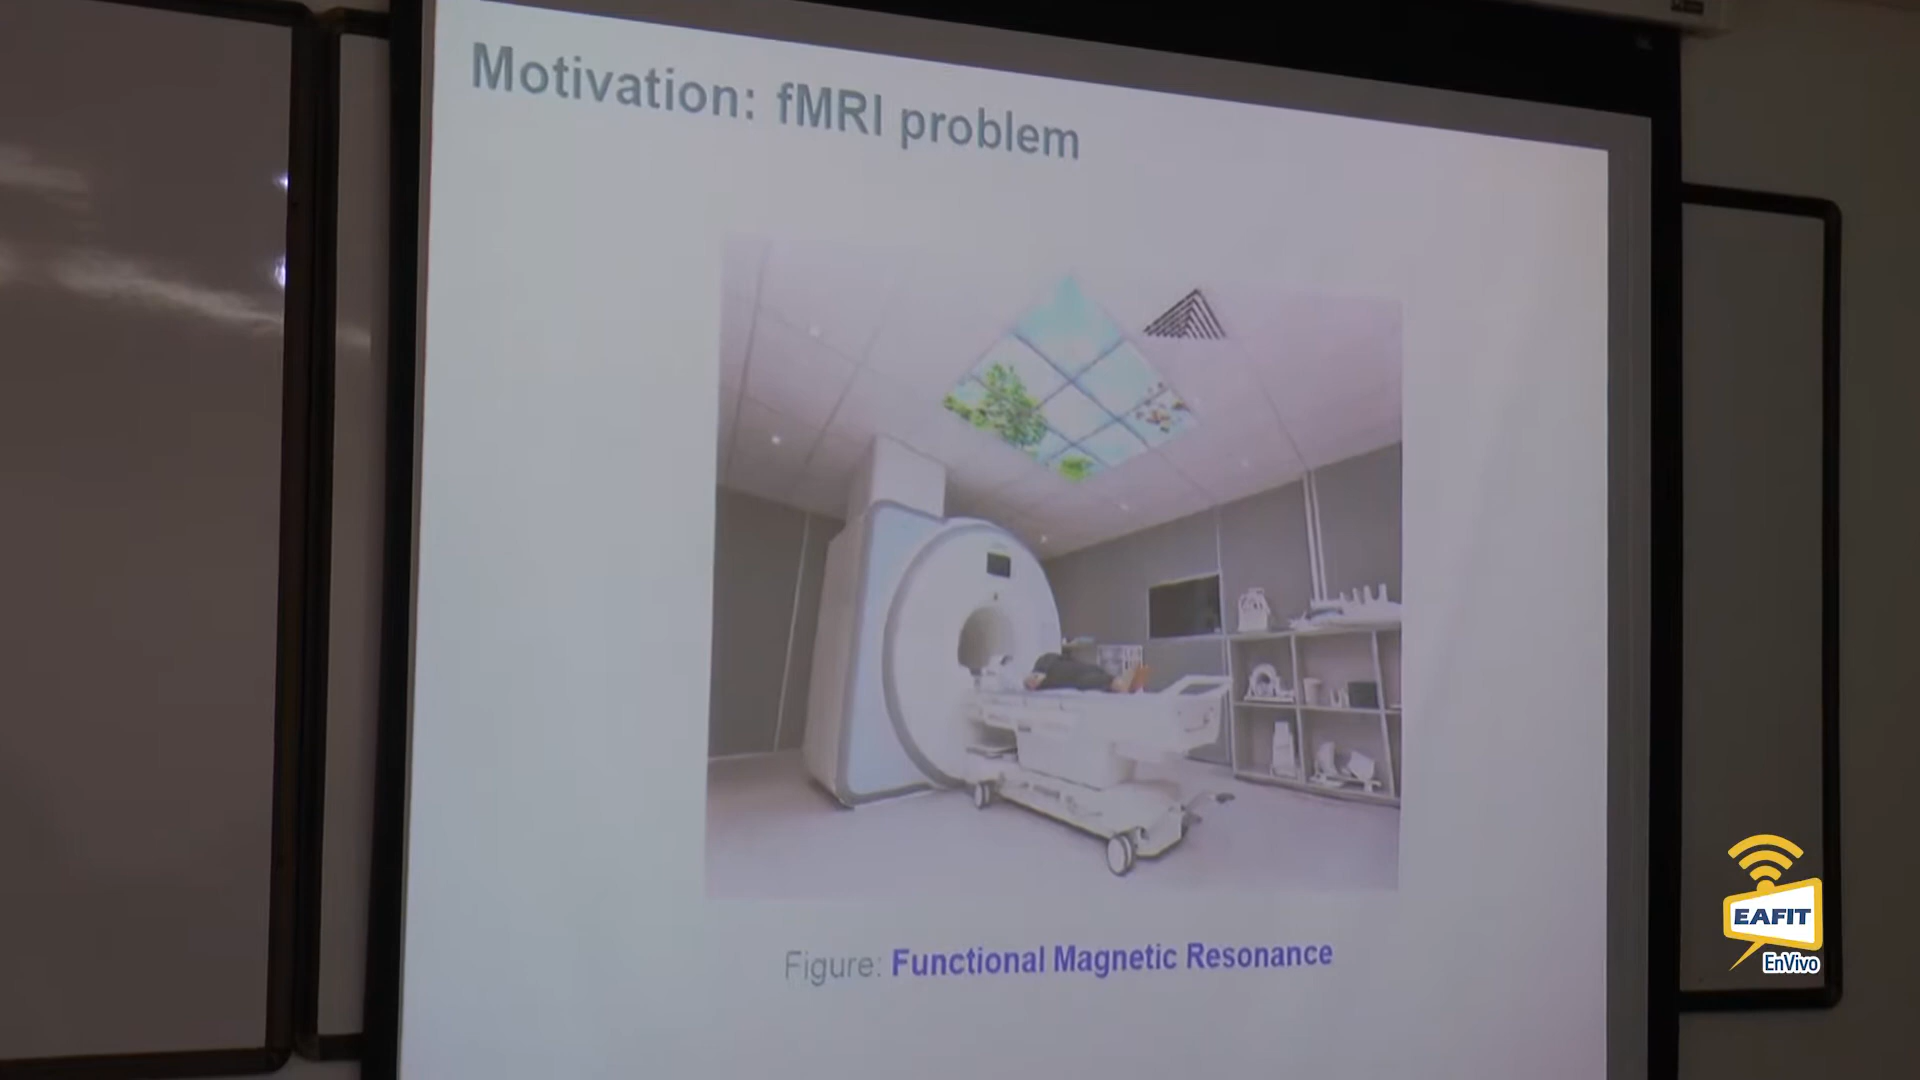 Motivation: fMRI problem
Figure: Functional Magnetic Resonance
EAFIT
EnVivo